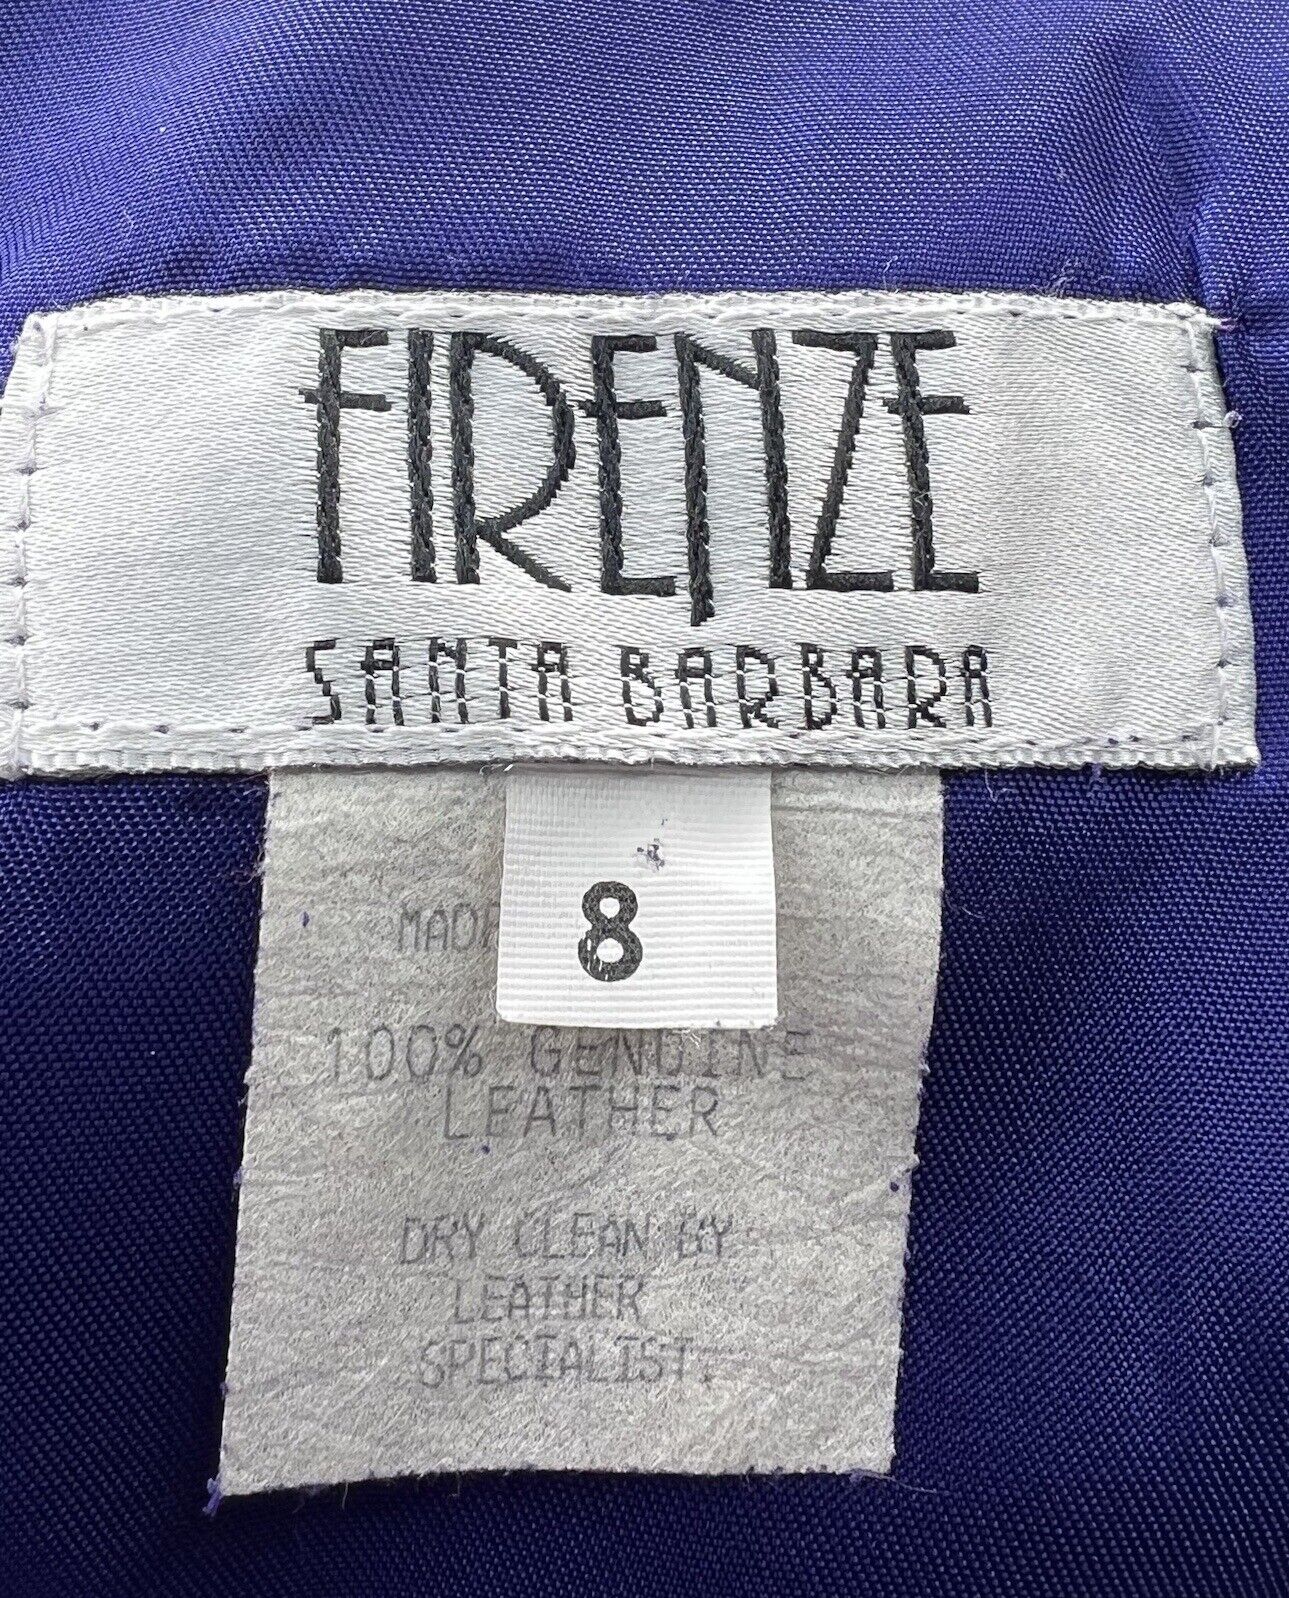 FIRENZE
SANTA BARBARA
8
100% GENUINE
LEATHER
DRY CLEAN BY
LEATHER
SPECIALIST.